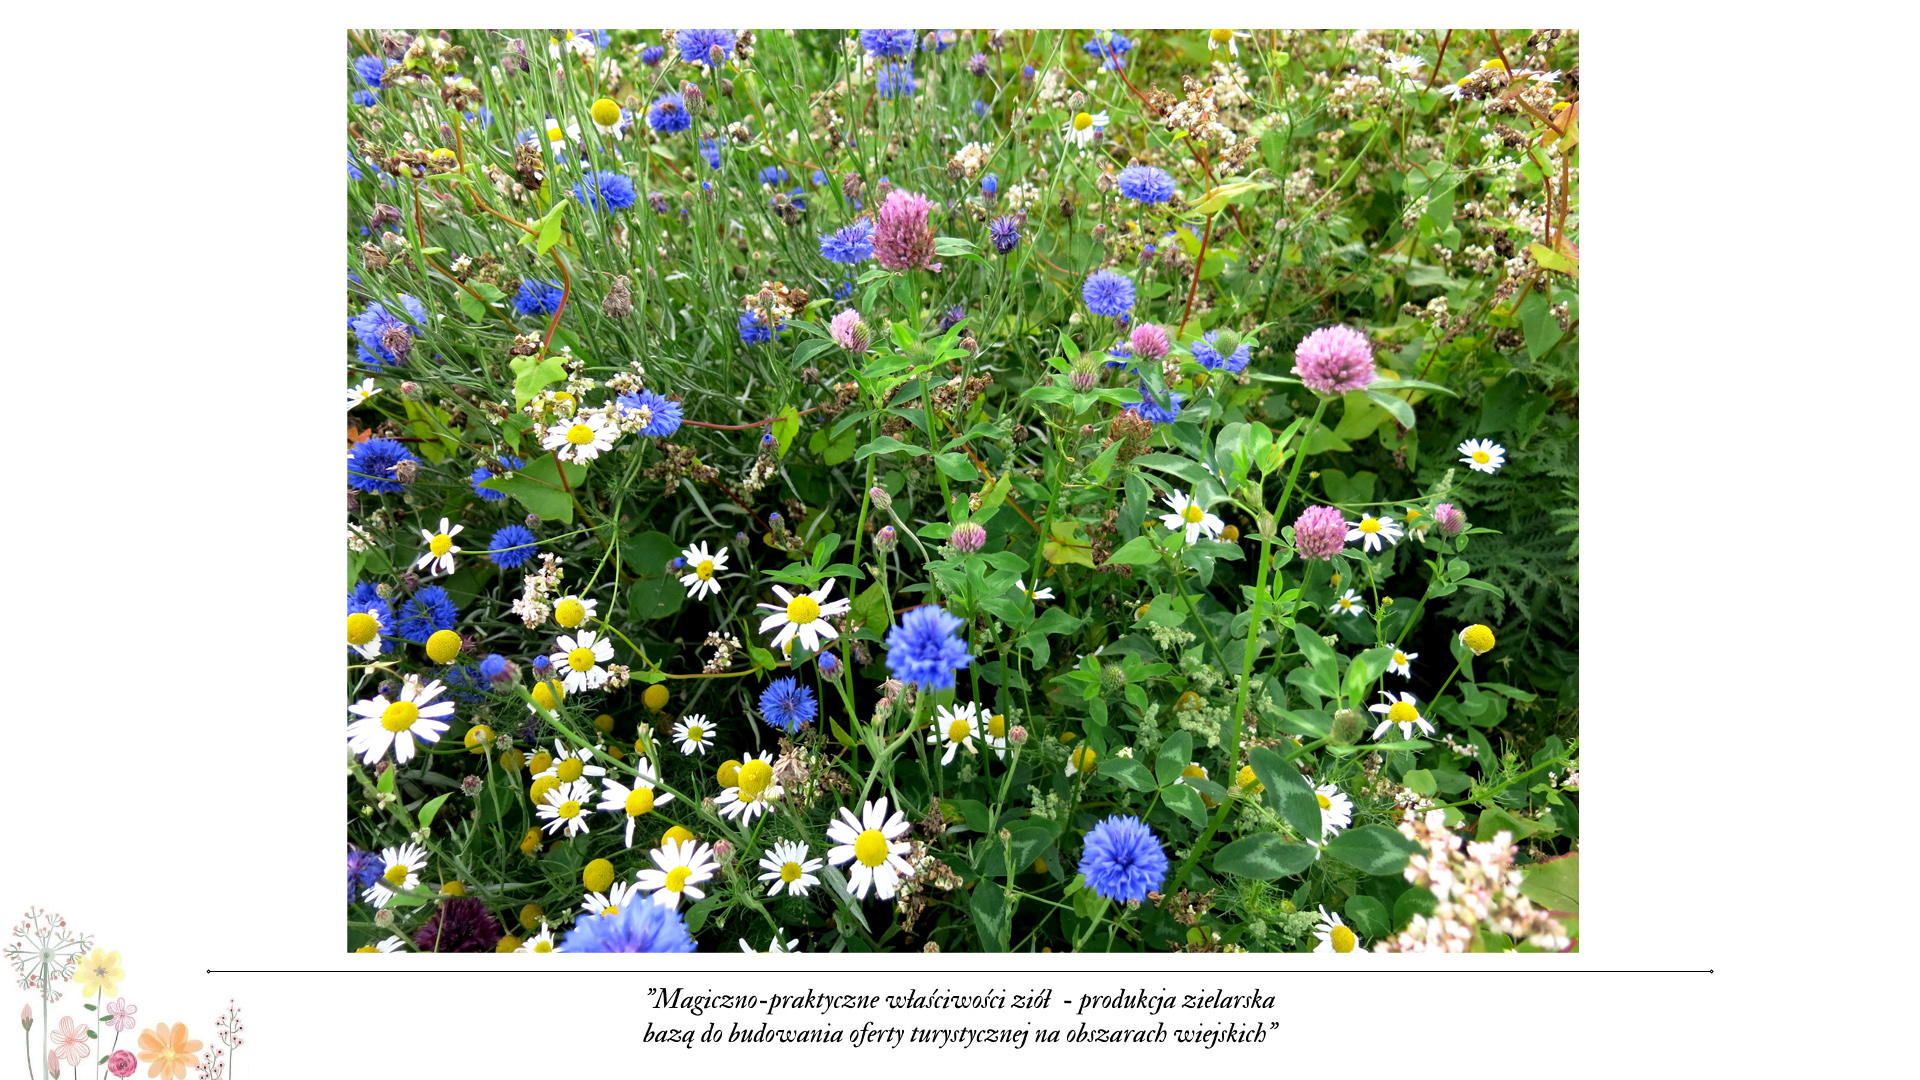 ”Magiczno-praktyczne właściwości ziół - produkcja zielarska
bazą do budowania oferty turystycznej na obszarach wiejskich”